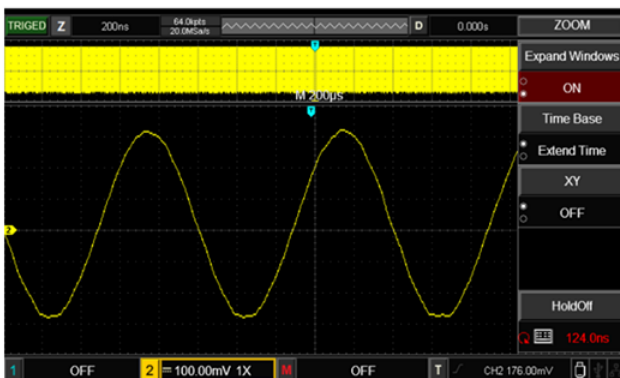 TRIGED Z 200ns 64.0kpts D 0.000s ZOOM
20.0MSa/s
T
Expand Windows
ON
M 200µs
T
Time Base
Extend Time
XY
OFF
2
HoldOff
124.0ns
1 OFF 2 100.00mV 1X M OFF T CH2 176.00mV